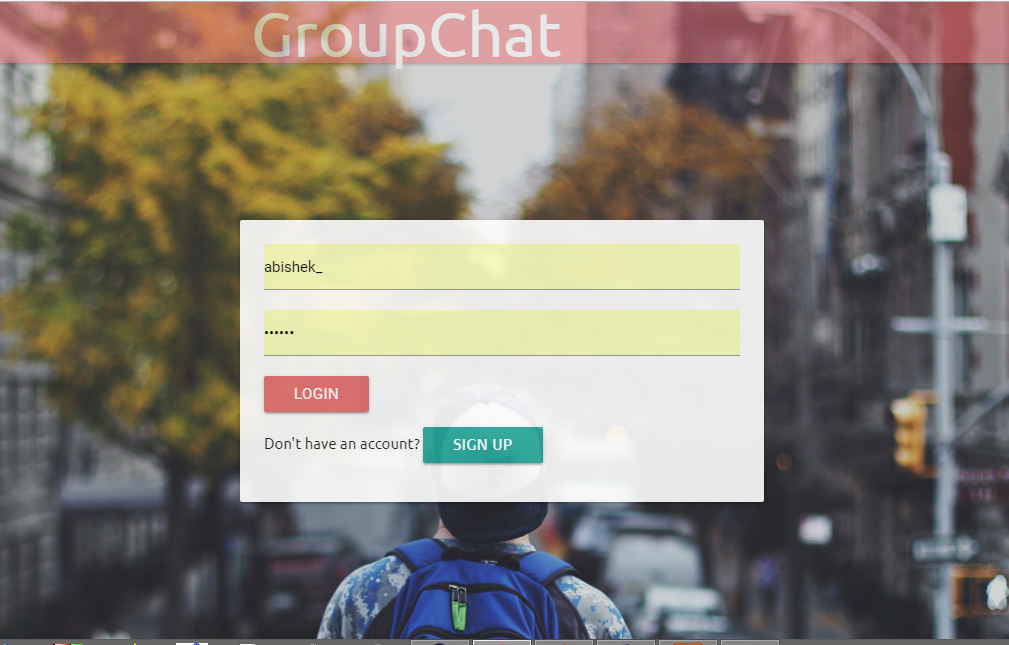 GroupChat
abishek_
••••••
LOGIN
Don't have an account? SIGN UP